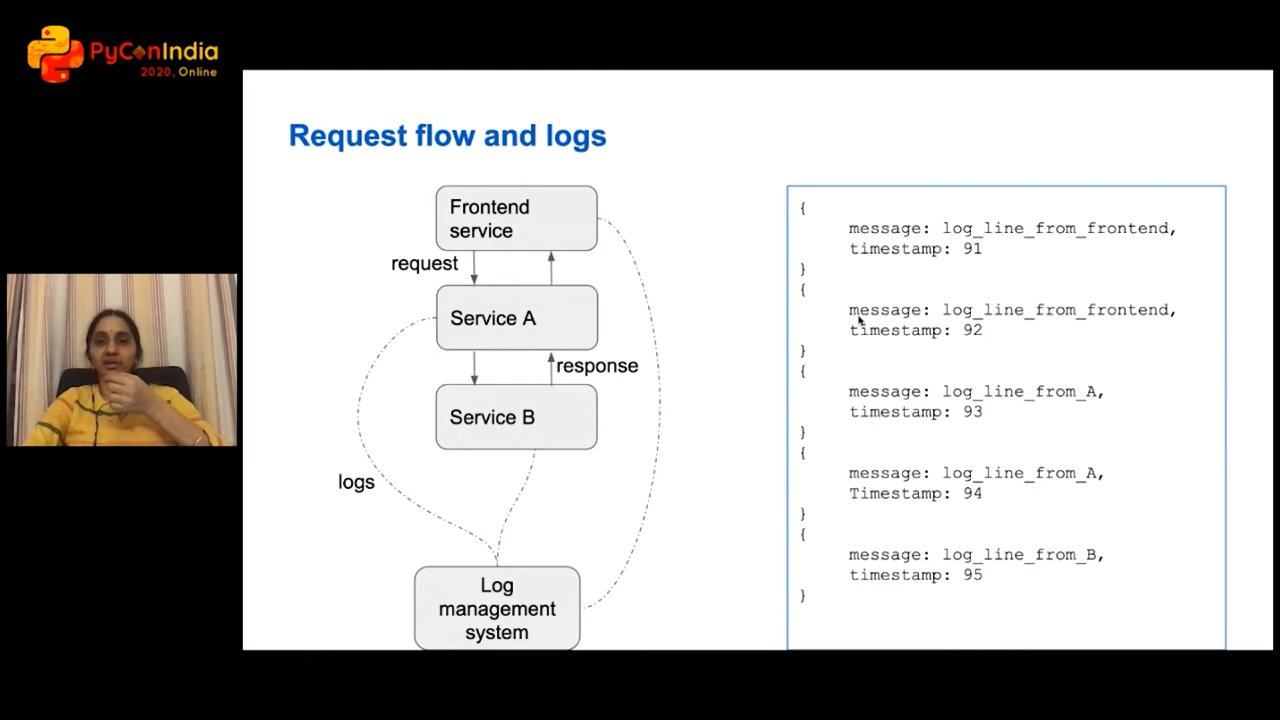 PyConIndia
2020, Online
Request flow and logs
Frontend
service
request
Service A
response
Service B
logs
Log
management
system
{
message: log_line_from_frontend,
timestamp: 91
}
{
message: log_line_from_frontend,
timestamp: 92
}
{
message: log_line_from_A,
timestamp: 93
}
{
message: log_line_from_A,
Timestamp: 94
}
{
message: log_line_from_B,
timestamp: 95
}